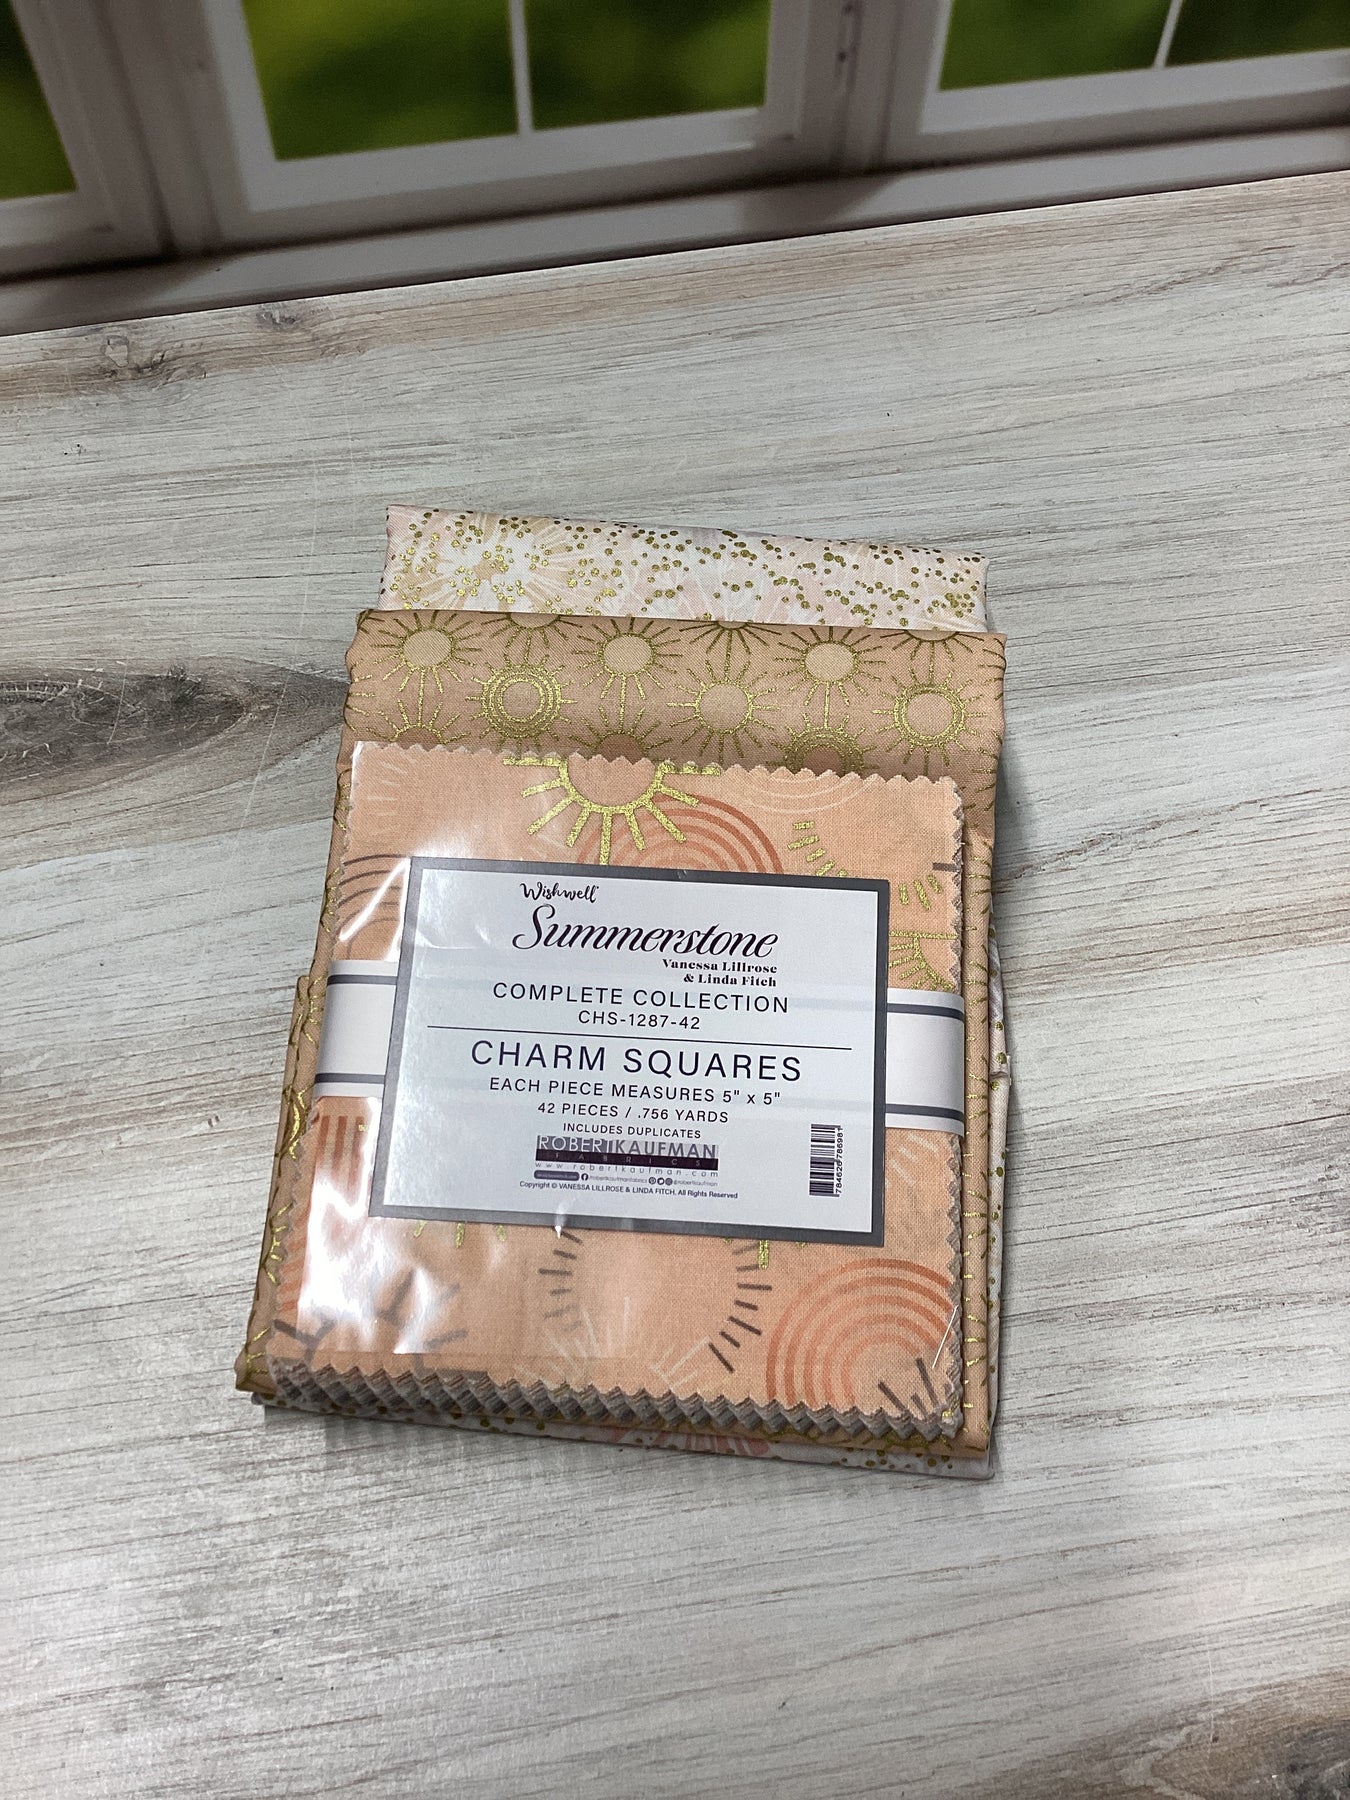 Wishwell
Summerstone
Vanessa Lillrose
& Linda Fitch
COMPLETE COLLECTION
CHS-1287-42
CHARM SQUARES
EACH PIECE MEASURES 5" x 5"
42 PIECES / .756 YARDS
INCLUDES DUPLICATES
ROBERT KAUFMAN
FABRICS
www.robertkaufman.com
Copyright © VANESSA LILLROSE & LINDA FITCH, All Rights Reserved